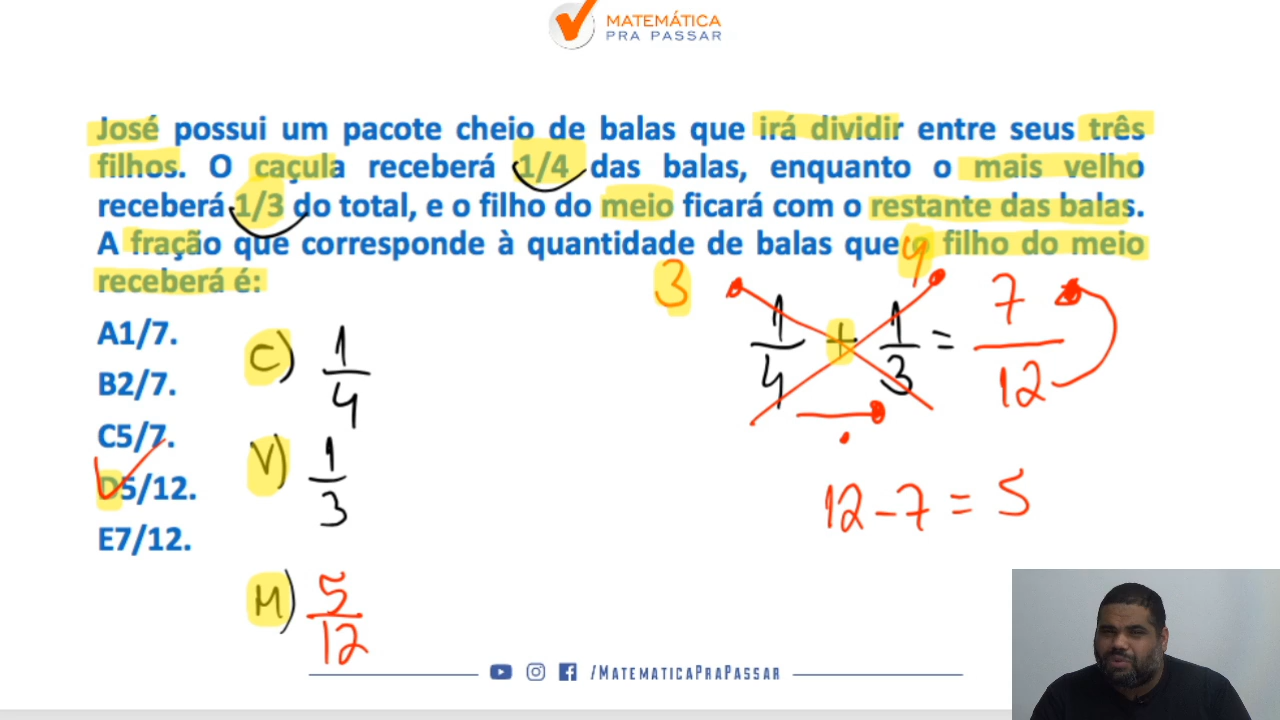 MATEMÁTICA
PRA PASSAR
José possui um pacote cheio de balas que irá dividir entre seus três
filhos. O caçula receberá 1/4 das balas, enquanto o mais velho
receberá 1/3 do total, e o filho do meio ficará com o restante das balas.
A fração que corresponde à quantidade de balas que o filho do meio
receberá é:
A1/7.
B2/7.
C5/7.
D5/12.
E7/12.
C) 1/4
V) 1/3
M) 5/12
3 4
1/4 + 1/3 = 7/12
12 - 7 = 5
/MATEMATICAPRAPASSAR